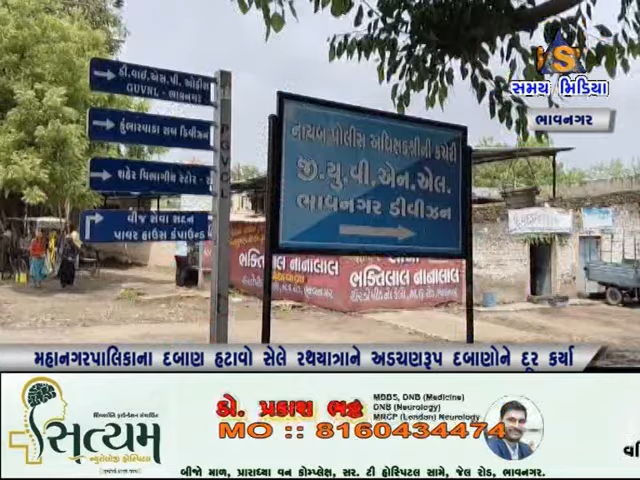 સમય મિડિયા
ભાવનગર
ડી.વાઈ.એસ.પી. ઓફીસ
GUVNL - ભાવનગર
કુંભારવાડા સબ ડિવીઝન
શહેર વિભાગીય સ્ટોર -
વીજ સેવા સદન
પાવર હાઉસ કંપાઉન્ડ
PGVCL
નાયબ પોલીસ અધિક્ષકશ્રીની કચેરી
જી.યુ.વી.એન.એલ.
ભાવનગર ડીવીઝન
ભક્તિલાલ નાનાલાલ
ભક્તિલાલ નાનાલાલ
મહાનગરપાલિકાના દબાણ હટાવો સેલે રથયાત્રાને અડચણરૂપ દબાણોને દૂર કર્યા
સત્યમ
ન્યુરોલોજી હોસ્પિટલ
ડો. પ્રકાશ ભટ્ટ
MBBS, DNB (Medicine)
DNB (Neurology)
MRCP (London) Neurology
MO :: 8160434474
બીજો માળ, પ્રારાધ્યા વન કોમ્પ્લેક્ષ, સર. ટી હોસ્પિટલ સામે, જેલ રોડ, ભાવનગર.